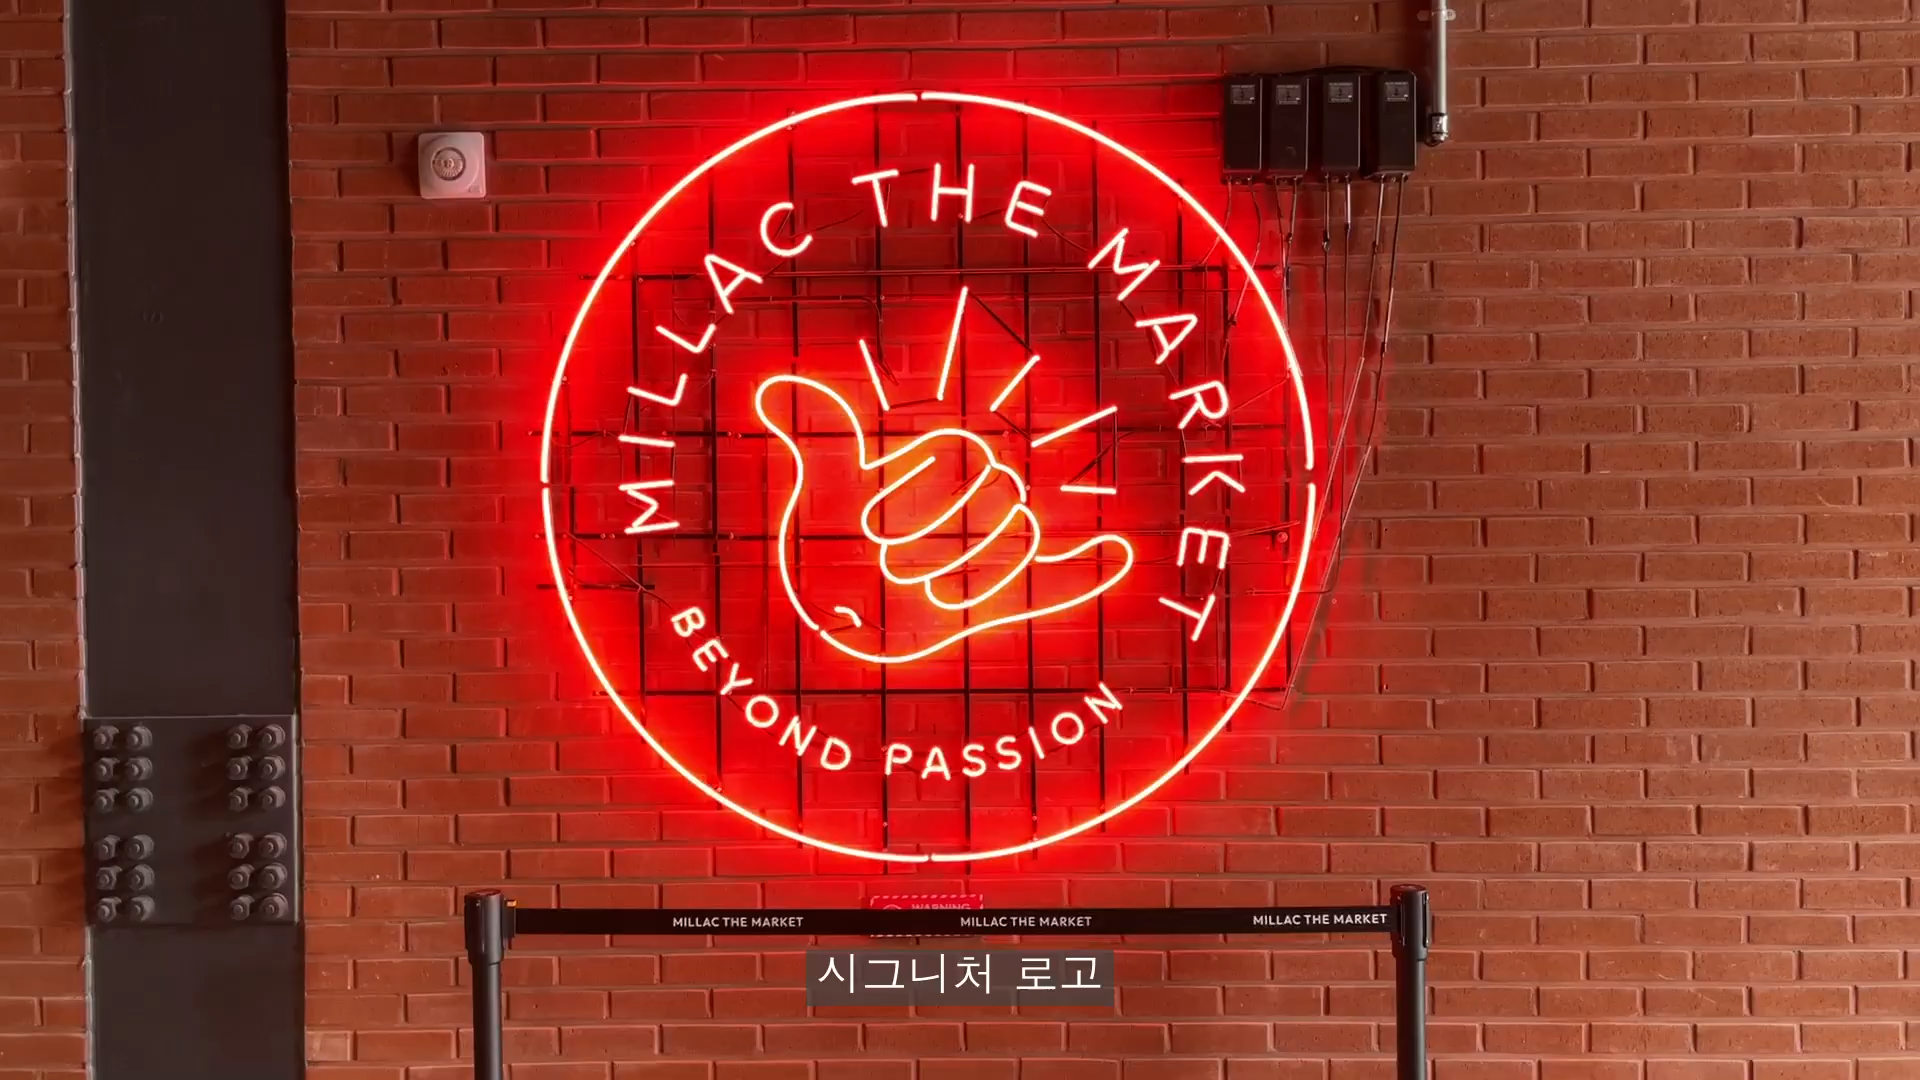 MILLAC THE MARKET
BEYOND PASSION
WARNING
MILLAC THE MARKET
MILLAC THE MARKET
MILLAC THE MARKET
시그니처 로고